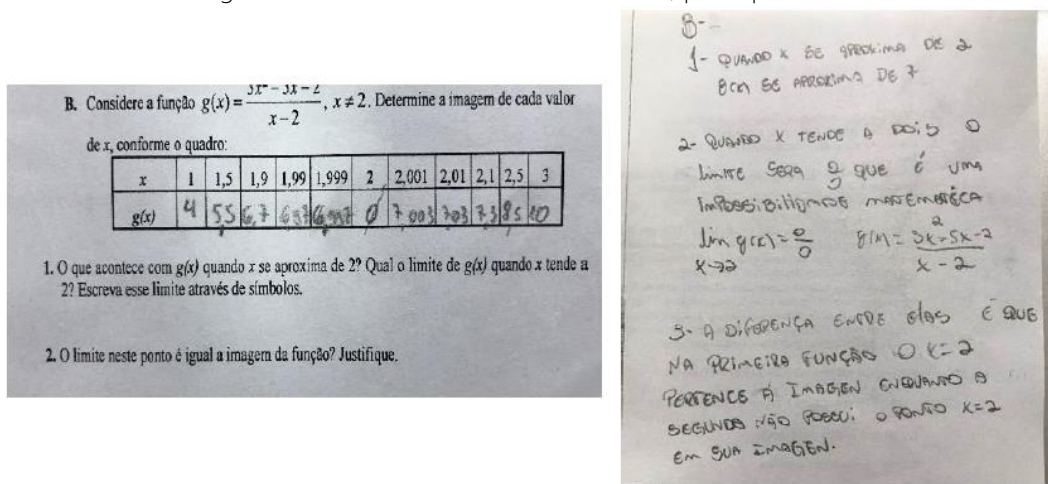 B. Considere a função g(x) = 3x² - 5x - 2 / x - 2, x ≠ 2. Determine a imagem de cada valor
de x, conforme o quadro:
x 1 1,5 1,9 1,99 1,999 2 2,001 2,01 2,1 2,5 3
g(x) 4 5,5 6,7 6,97 6,997 0 7,003 7,03 7,3 8,5 10
1. O que acontece com g(x) quando x se aproxima de 2? Qual o limite de g(x) quando x tende a
2? Escreva esse limite através de símbolos.
2. O limite neste ponto é igual a imagem da função? Justifique.
B-
1- QUANDO X SE APROXIMA DE 2
g(x) SE APROXIMA DE 7
2- QUANDO X TENDE A DOIS O
LIMITE SERA 0/0 QUE É UMA
IMPOSSIBILIDADE MATEMÁTICA
lim g(x) = 0/0 g(x) = 3x²-5x-2 / x-2
x→2
3- A DIFERENÇA ENTRE ELAS É QUE
NA PRIMEIRA FUNÇÃO O X=2
PERTENCE Á IMAGEN ENQUANTO A
SEGUNDA NÃO POSSUI O PONTO X=2
EM SUA IMAGEN.